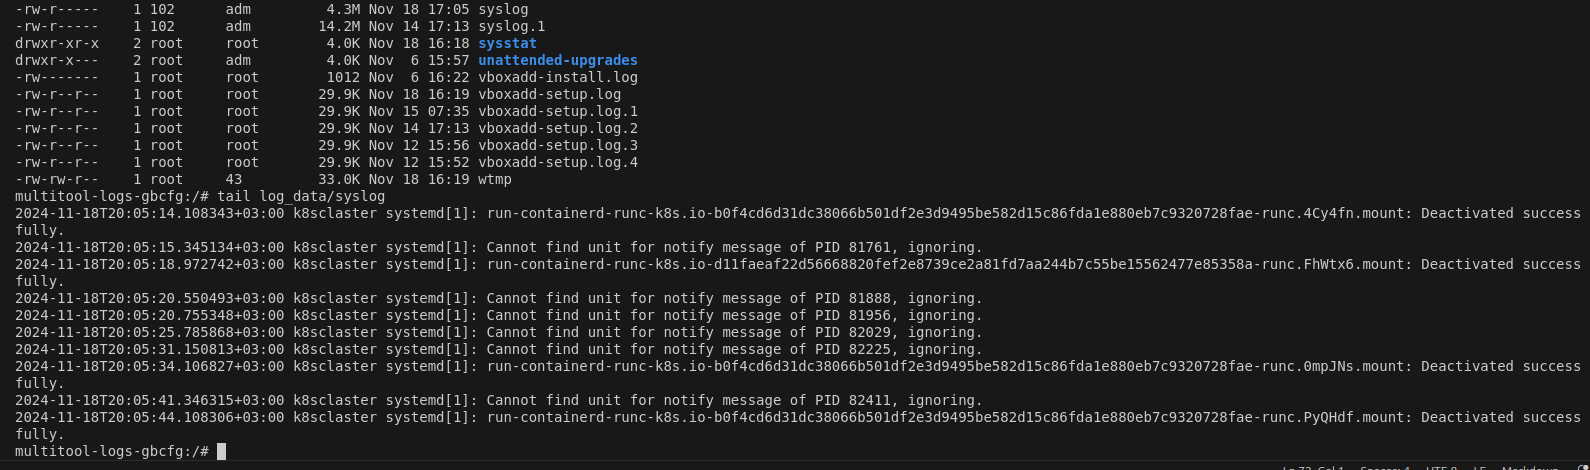 -rw-r----- 1 102 adm 4.3M Nov 18 17:05 syslog
-rw-r----- 1 102 adm 14.2M Nov 14 17:13 syslog.1
drwxr-xr-x 2 root root 4.0K Nov 18 16:18 sysstat
drwxr-x--- 2 root adm 4.0K Nov 6 15:57 unattended-upgrades
-rw------- 1 root root 1012 Nov 6 16:22 vboxadd-install.log
-rw-r--r-- 1 root root 29.9K Nov 18 16:19 vboxadd-setup.log
-rw-r--r-- 1 root root 29.9K Nov 15 07:35 vboxadd-setup.log.1
-rw-r--r-- 1 root root 29.9K Nov 14 17:13 vboxadd-setup.log.2
-rw-r--r-- 1 root root 29.9K Nov 12 15:56 vboxadd-setup.log.3
-rw-r--r-- 1 root root 29.9K Nov 12 15:52 vboxadd-setup.log.4
-rw-rw-r-- 1 root 43 33.0K Nov 18 16:19 wtmp
multitool-logs-gbcfg:/# tail log_data/syslog
2024-11-18T20:05:14.108343+03:00 k8sclaster systemd[1]: run-containerd-runc-k8s.io-b0f4cd6d31dc38066b501df2e3d9495be582d15c86fda1e880eb7c9320728fae-runc.4Cy4fn.mount: Deactivated success
fully.
2024-11-18T20:05:15.345134+03:00 k8sclaster systemd[1]: Cannot find unit for notify message of PID 81761, ignoring.
2024-11-18T20:05:18.972742+03:00 k8sclaster systemd[1]: run-containerd-runc-k8s.io-d11faeaf22d56668820fef2e8739ce2a81fd7aa244b7c55be15562477e85358a-runc.FhWtx6.mount: Deactivated success
fully.
2024-11-18T20:05:20.550493+03:00 k8sclaster systemd[1]: Cannot find unit for notify message of PID 81888, ignoring.
2024-11-18T20:05:20.755348+03:00 k8sclaster systemd[1]: Cannot find unit for notify message of PID 81956, ignoring.
2024-11-18T20:05:25.785868+03:00 k8sclaster systemd[1]: Cannot find unit for notify message of PID 82029, ignoring.
2024-11-18T20:05:31.150813+03:00 k8sclaster systemd[1]: Cannot find unit for notify message of PID 82225, ignoring.
2024-11-18T20:05:34.106827+03:00 k8sclaster systemd[1]: run-containerd-runc-k8s.io-b0f4cd6d31dc38066b501df2e3d9495be582d15c86fda1e880eb7c9320728fae-runc.0mpJNs.mount: Deactivated success
fully.
2024-11-18T20:05:41.346315+03:00 k8sclaster systemd[1]: Cannot find unit for notify message of PID 82411, ignoring.
2024-11-18T20:05:44.108306+03:00 k8sclaster systemd[1]: run-containerd-runc-k8s.io-b0f4cd6d31dc38066b501df2e3d9495be582d15c86fda1e880eb7c9320728fae-runc.PyQHdf.mount: Deactivated success
fully.
multitool-logs-gbcfg:/#